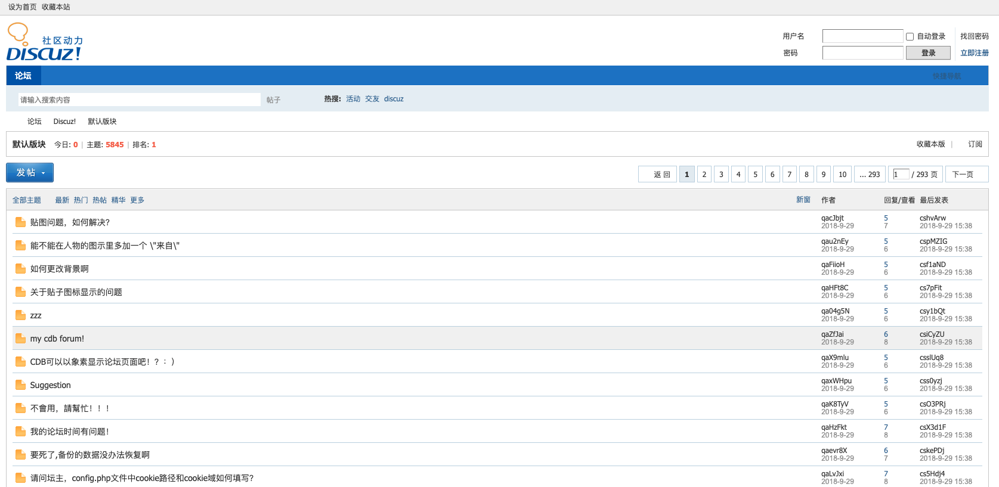 设为首页 收藏本站
社区动力
DISCUZ!
用户名 自动登录 找回密码
密码 登录 立即注册
论坛 快捷导航
请输入搜索内容 帖子 热搜: 活动 交友 discuz
论坛 Discuz! 默认版块
默认版块 今日: 0 | 主题: 5845 | 排名: 1 收藏本版 | 订阅
发帖 返回 1 2 3 4 5 6 7 8 9 10 ... 293 1 / 293 页 下一页
全部主题 最新 热门 热帖 精华 更多 新窗 作者 回复/查看 最后发表
贴图问题，如何解决? qacJbjt 5 cshvArw
2018-9-29 7 2018-9-29 15:38
能不能在人物的图示里多加一个 \"来自\" qau2nEy 5 cspMZIG
2018-9-29 6 2018-9-29 15:38
如何更改背景啊 qaFiioH 5 csf1aND
2018-9-29 6 2018-9-29 15:38
关于贴子图标显示的问题 qaHFt8C 5 cs7pFit
2018-9-29 6 2018-9-29 15:38
zzz qa04g5N 5 csy1bQt
2018-9-29 6 2018-9-29 15:38
my cdb forum! qaZfJai 6 csiCyZU
2018-9-29 8 2018-9-29 15:38
CDB可以以象素显示论坛页面吧！？：） qaX9mlu 5 csslUq8
2018-9-29 6 2018-9-29 15:38
Suggestion qaxWHpu 5 css0yzj
2018-9-29 6 2018-9-29 15:38
不會用，請幫忙！！！ qaK8TyV 5 csO3PRj
2018-9-29 6 2018-9-29 15:38
我的论坛时间有问题！ qaHzFkt 7 csX3d1F
2018-9-29 8 2018-9-29 15:38
要死了,备份的数据没办法恢复啊 qaevr8X 6 cskePDj
2018-9-29 7 2018-9-29 15:38
请问坛主，config.php文件中cookie路径和cookie域如何填写? qaLvJxi 7 cs5Hdj4
2018-9-29 8 2018-9-29 15:38